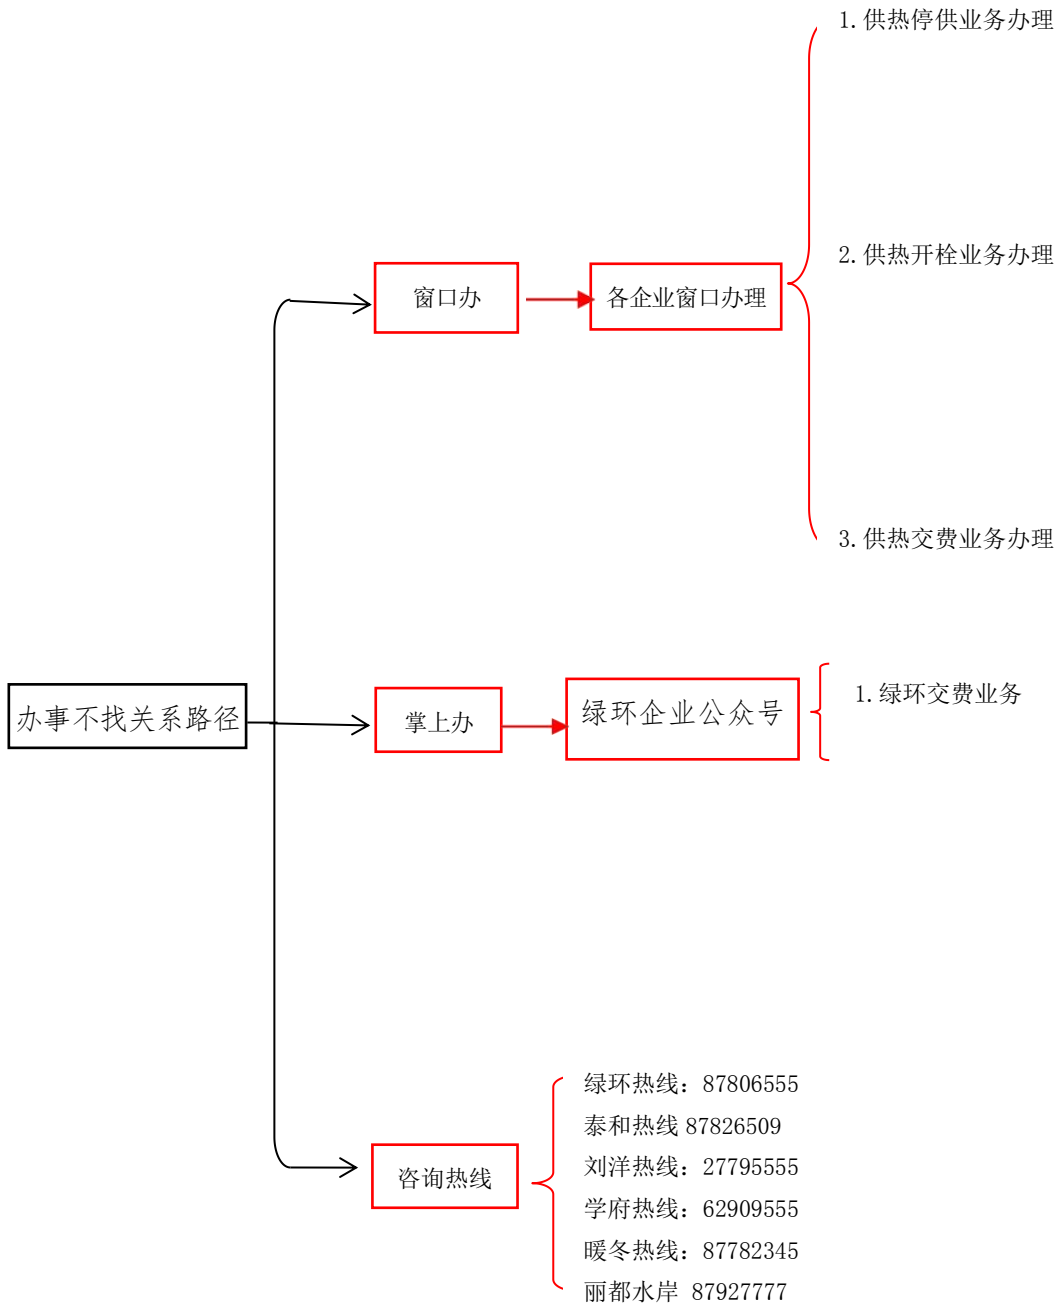 1.供热停供业务办理
2.供热开栓业务办理
窗口办
各企业窗口办理
3.供热交费业务办理
办事不找关系路径
掌上办
绿环企业公众号
1.绿环交费业务
咨询热线
绿环热线：87806555
泰和热线 87826509
刘洋热线：27795555
学府热线：62909555
暖冬热线：87782345
丽都水岸 87927777